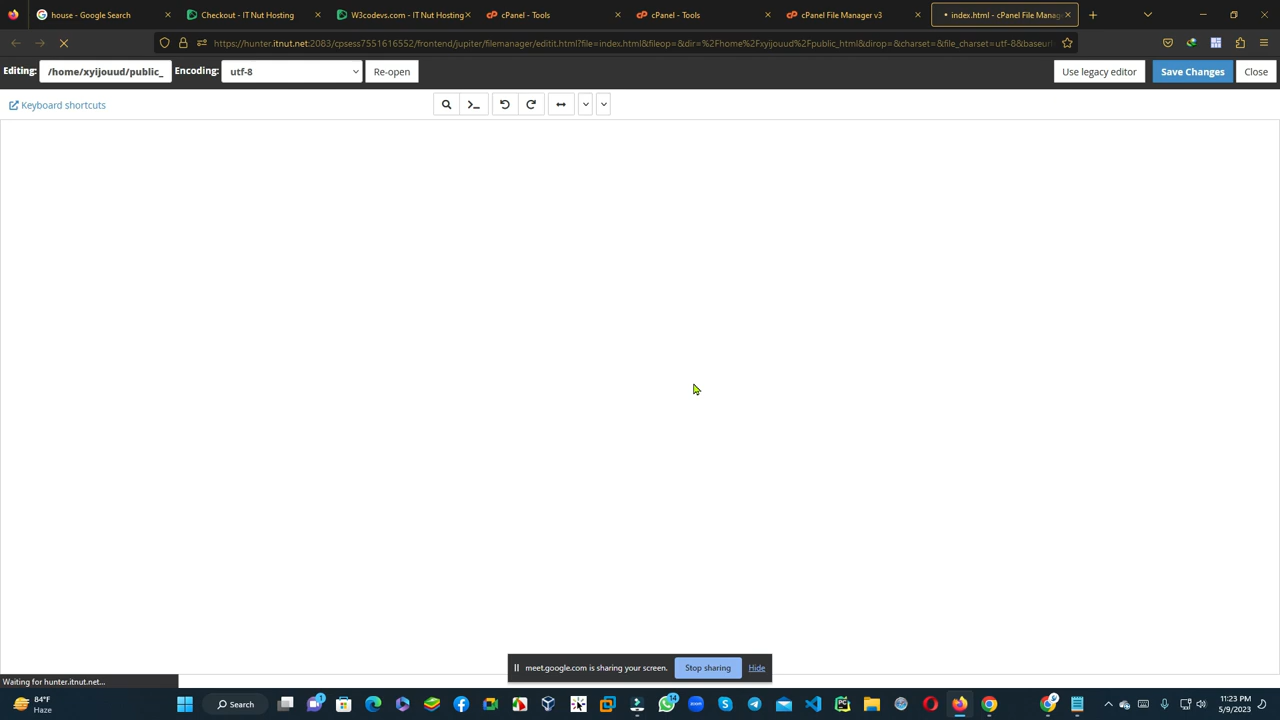 house - Google Search
Checkout - IT Nut Hosting
W3codevs.com - IT Nut Hosting
cPanel - Tools
cPanel - Tools
cPanel File Manager v3
index.html - cPanel File Manag
https://hunter.itnut.net:2083/cpsess7551616552/frontend/jupiter/filemanager/editit.html?file=index.html&fileop=&dir=%2Fhome%2Fxyijouud%2Fpublic_html&dirop=&charset=&file_charset=utf-8&baseurl
Editing:
/home/xyijouud/public_
Encoding:
utf-8
Re-open
Use legacy editor
Save Changes
Close
Keyboard shortcuts
meet.google.com is sharing your screen.
Stop sharing
Hide
Waiting for hunter.itnut.net...
84°F
Haze
Search
1
14
zoom
5
11:23 PM
5/9/2023